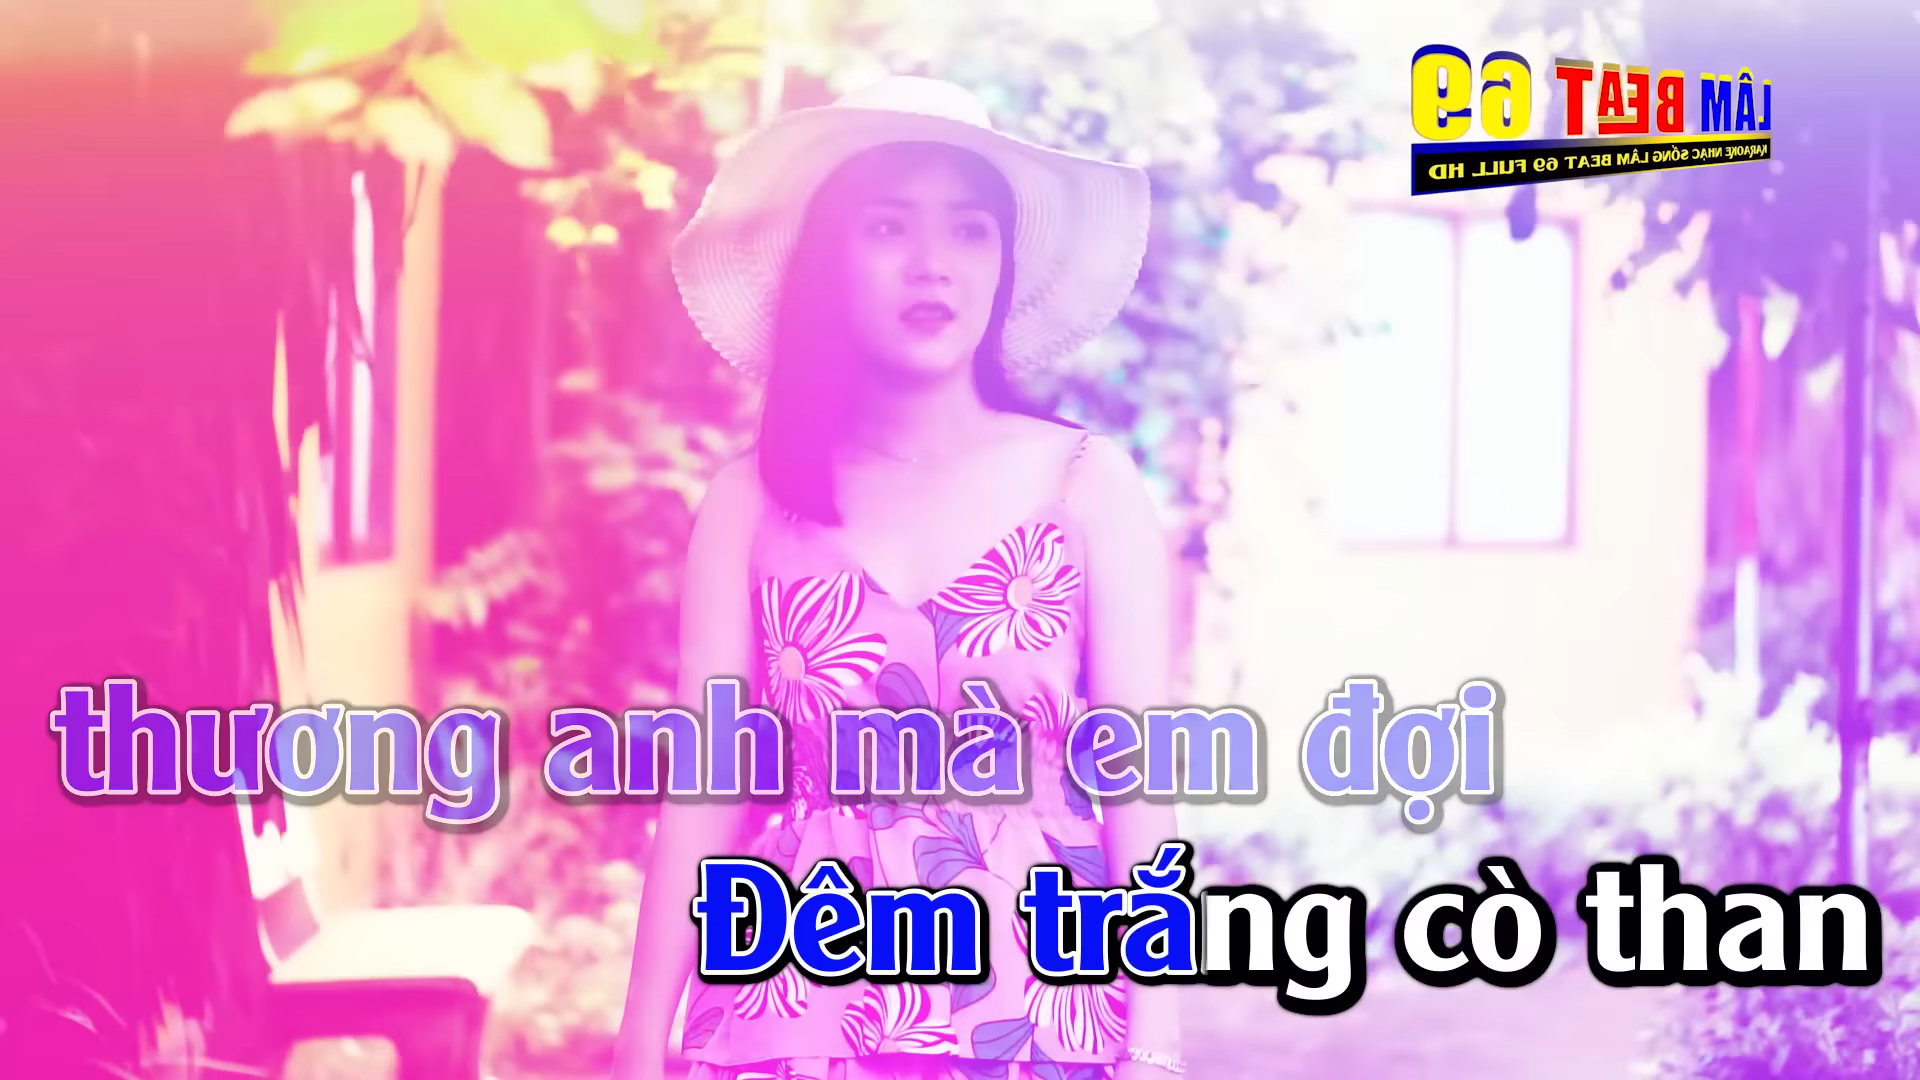 LÂM BEAT 69
KARAOKE NHẠC SỐNG LÂM BEAT 69 FULL HD
thương anh mà em đợi
Đêm trắng cò than